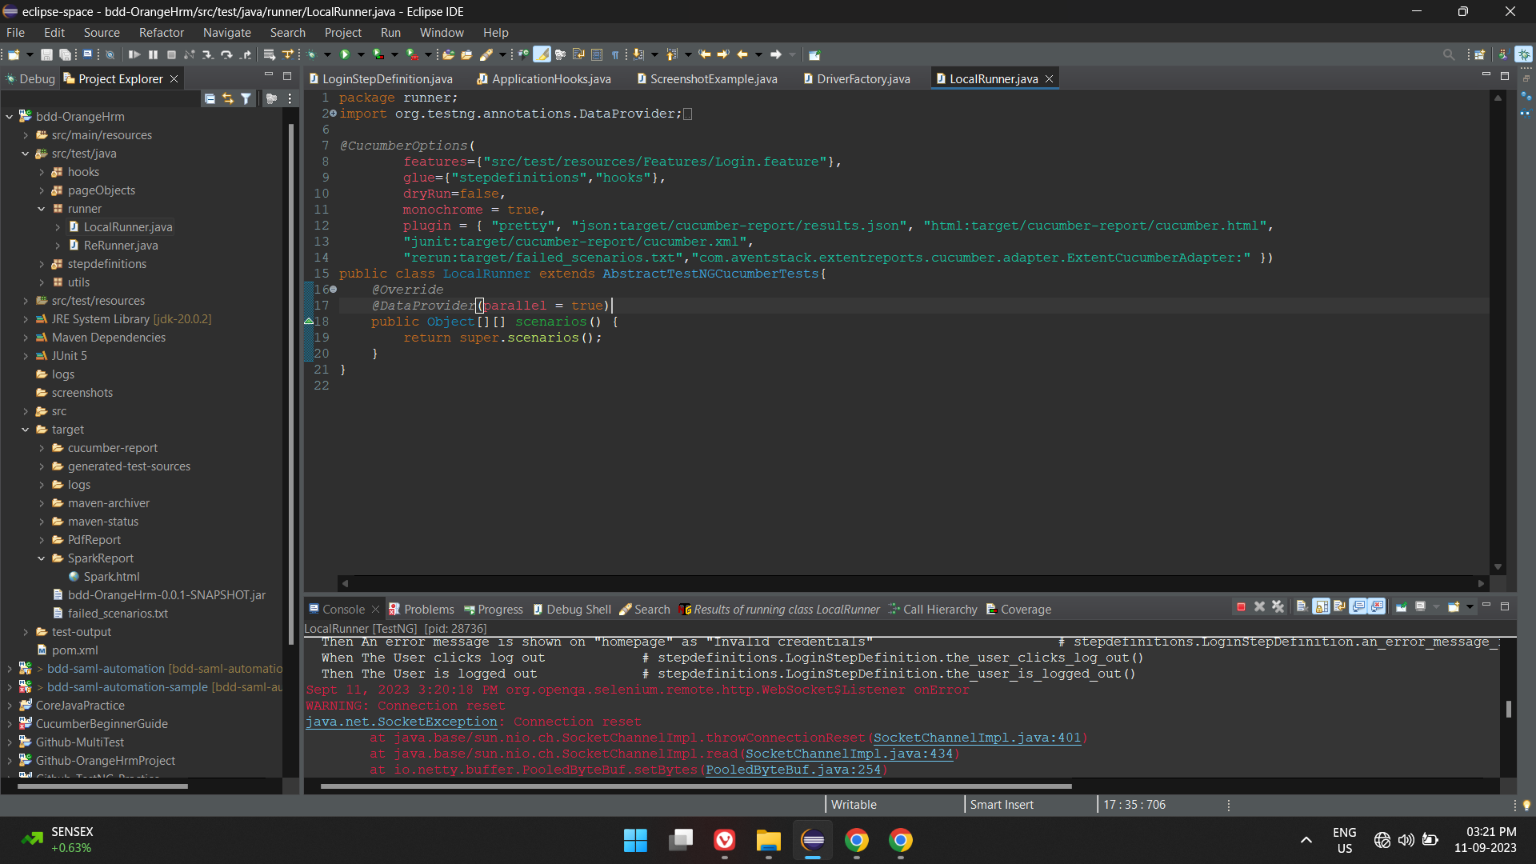 eclipse-space - bdd-OrangeHrm/src/test/java/runner/LocalRunner.java - Eclipse IDE
File Edit Source Refactor Navigate Search Project Run Window Help
Debug Project Explorer
LoginStepDefinition.java ApplicationHooks.java ScreenshotExample.java DriverFactory.java LocalRunner.java
bdd-OrangeHrm
src/main/resources
src/test/java
hooks
pageObjects
runner
LocalRunner.java
ReRunner.java
stepdefinitions
utils
src/test/resources
JRE System Library [jdk-20.0.2]
Maven Dependencies
JUnit 5
logs
screenshots
src
target
cucumber-report
generated-test-sources
logs
maven-archiver
maven-status
PdfReport
SparkReport
Spark.html
bdd-OrangeHrm-0.0.1-SNAPSHOT.jar
failed_scenarios.txt
test-output
pom.xml
> bdd-saml-automation [bdd-saml-automatio
> bdd-saml-automation-sample [bdd-saml-au
CoreJavaPractice
CucumberBeginnerGuide
Github-MultiTest
Github-OrangeHrmProject
1 package runner;
2 import org.testng.annotations.DataProvider;
6
7 @CucumberOptions(
8 features={"src/test/resources/Features/Login.feature"},
9 glue={"stepdefinitions","hooks"},
10 dryRun=false,
11 monochrome = true,
12 plugin = { "pretty", "json:target/cucumber-report/results.json", "html:target/cucumber-report/cucumber.html",
13 "junit:target/cucumber-report/cucumber.xml",
14 "rerun:target/failed_scenarios.txt","com.aventstack.extentreports.cucumber.adapter.ExtentCucumberAdapter:" })
15 public class LocalRunner extends AbstractTestNGCucumberTests{
16 @Override
17 @DataProvider(parallel = true)
18 public Object[][] scenarios() {
19 return super.scenarios();
20 }
21 }
22
Console Problems Progress Debug Shell Search Results of running class LocalRunner Call Hierarchy Coverage
LocalRunner [TestNG] [pid: 28736]
Then An error message is shown on "homepage" as "Invalid credentials" # stepdefinitions.LoginStepDefinition.an_error_message_
When The User clicks log out # stepdefinitions.LoginStepDefinition.the_user_clicks_log_out()
Then The User is logged out # stepdefinitions.LoginStepDefinition.the_user_is_logged_out()
Sept 11, 2023 3:20:18 PM org.openqa.selenium.remote.http.WebSocket$Listener onError
WARNING: Connection reset
java.net.SocketException: Connection reset
at java.base/sun.nio.ch.SocketChannelImpl.throwConnectionReset(SocketChannelImpl.java:401)
at java.base/sun.nio.ch.SocketChannelImpl.read(SocketChannelImpl.java:434)
at io.netty.buffer.PooledByteBuf.setBytes(PooledByteBuf.java:254)
Writable Smart Insert 17 : 35 : 706
SENSEX
+0.63%
ENG
US
03:21 PM
11-09-2023